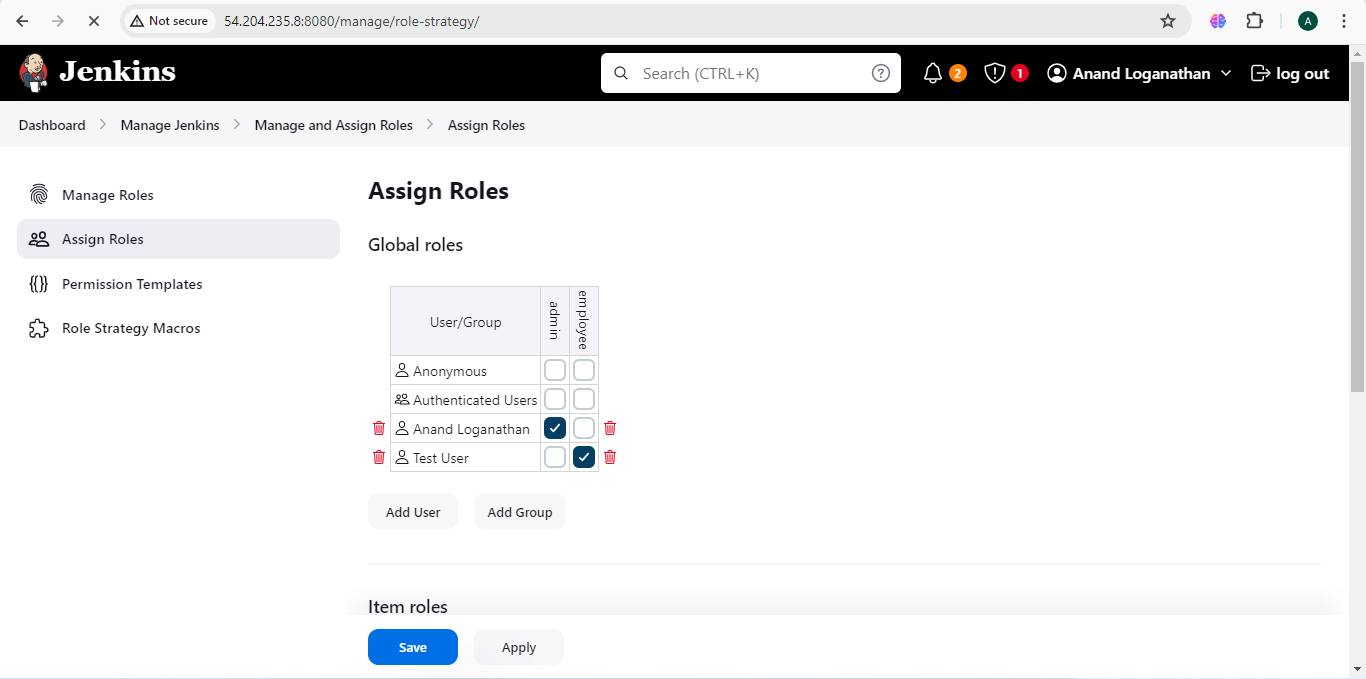 Not secure 54.204.235.8:8080/manage/role-strategy/ A
Jenkins Search (CTRL+K) ? 2 1 Anand Loganathan log out
Dashboard Manage Jenkins Manage and Assign Roles Assign Roles
Manage Roles
Assign Roles
Permission Templates
Role Strategy Macros
Assign Roles
Global roles
User/Group admin employee
Anonymous
Authenticated Users
Anand Loganathan
Test User
Add User Add Group
Item roles
Save Apply